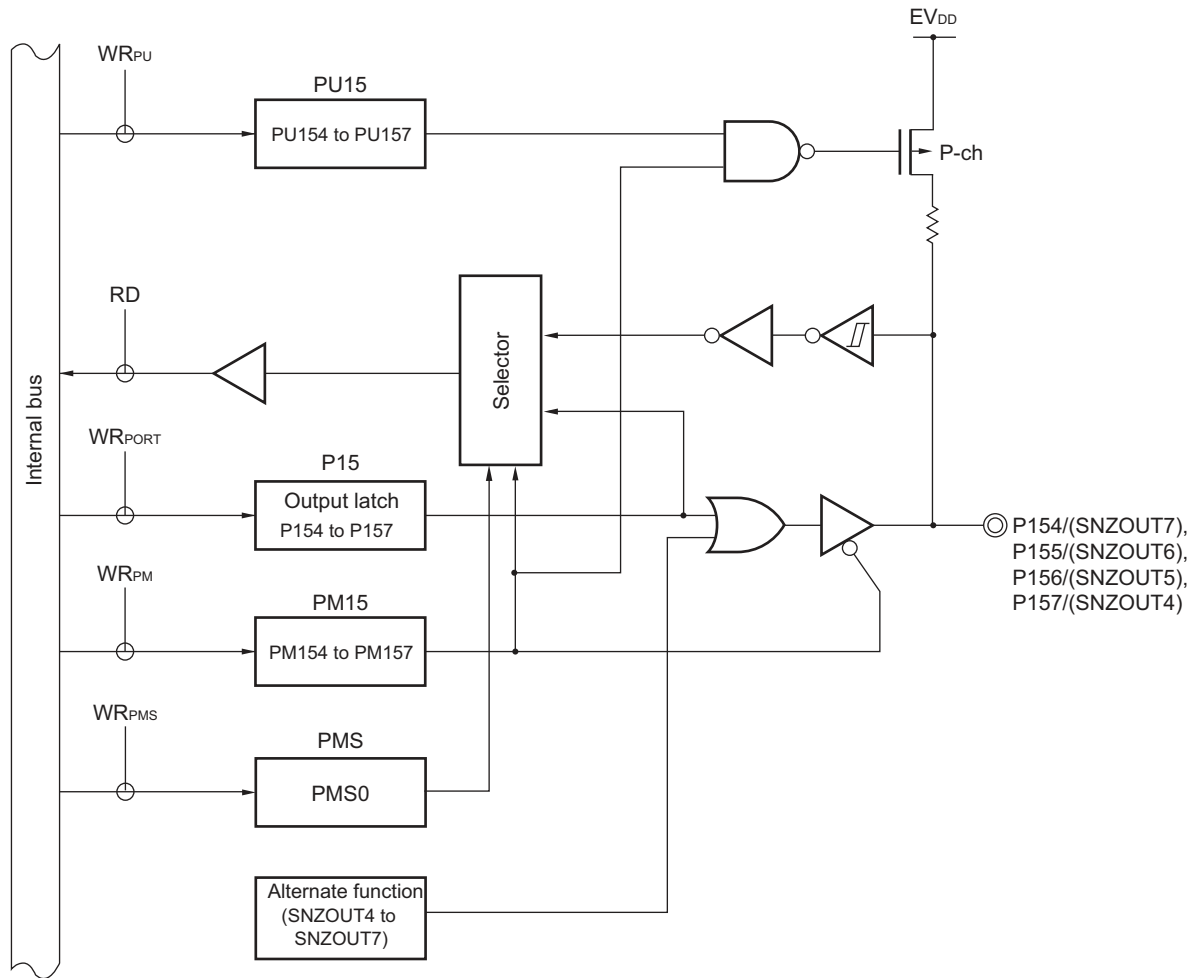 EVDD
WRPU
PU15
PU154 to PU157
P-ch
RD
Selector
Internal bus
WRPORT
P15
Output latch
P154 to P157
P154/(SNZOUT7),
P155/(SNZOUT6),
P156/(SNZOUT5),
P157/(SNZOUT4)
WRPM
PM15
PM154 to PM157
WRPMS
PMS
PMS0
Alternate function
(SNZOUT4 to
SNZOUT7)